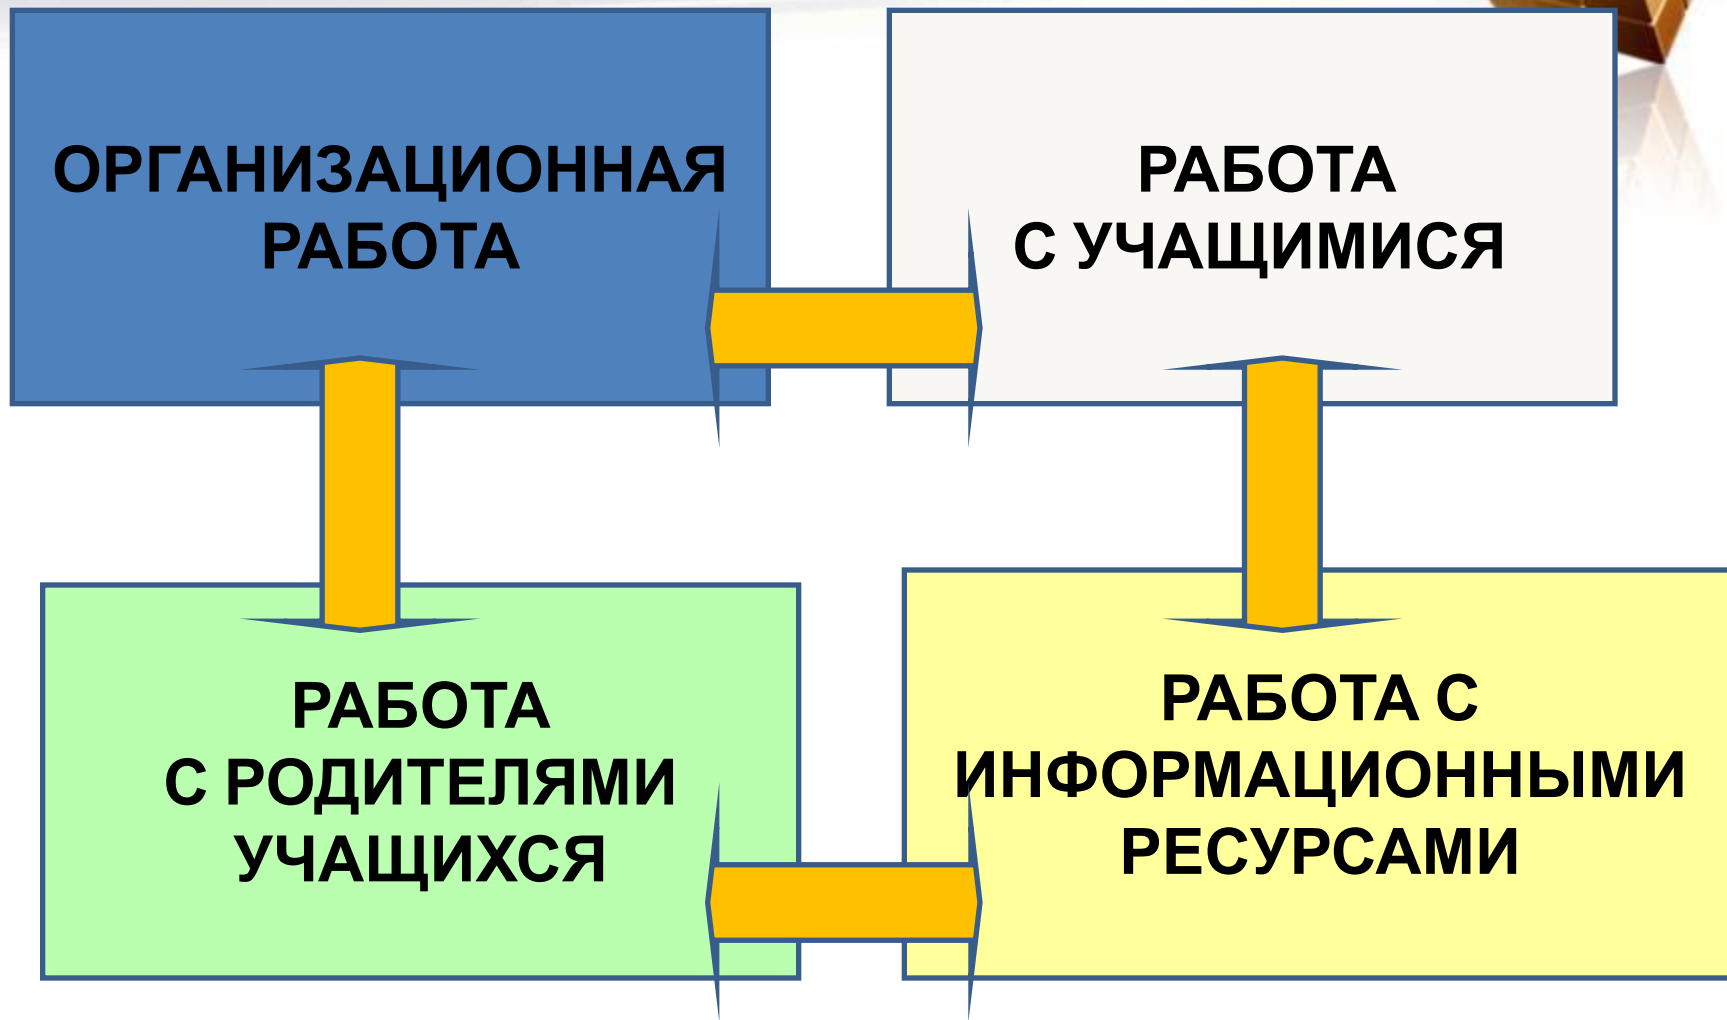 ОРГАНИЗАЦИОННАЯ
РАБОТА
РАБОТА
С УЧАЩИМИСЯ
РАБОТА
С РОДИТЕЛЯМИ
УЧАЩИХСЯ
РАБОТА С
ИНФОРМАЦИОННЫМИ
РЕСУРСАМИ